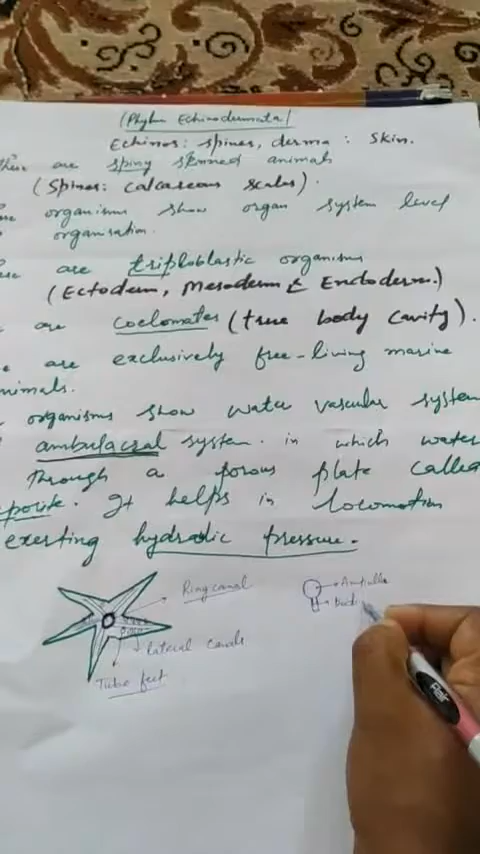 (Phylum Echinodermata)
Echinos: spines, derma: Skin.
These are spiny skinned animals
(Spines: calcareous scales).
organisms show organ system level
organisation.
are triploblastic organisms
(Ectoderm, Mesoderm & Endoderm.)
are coelomates (true body cavity).
are exclusively free-living marine
nimals.
organisms show water vascular system
ambulacral system. in which water
through a porous plate called
porite. It helps in locomotion
exerting hydraulic pressure.
Ring canal
lateral canals
Tube feet
Ampulla